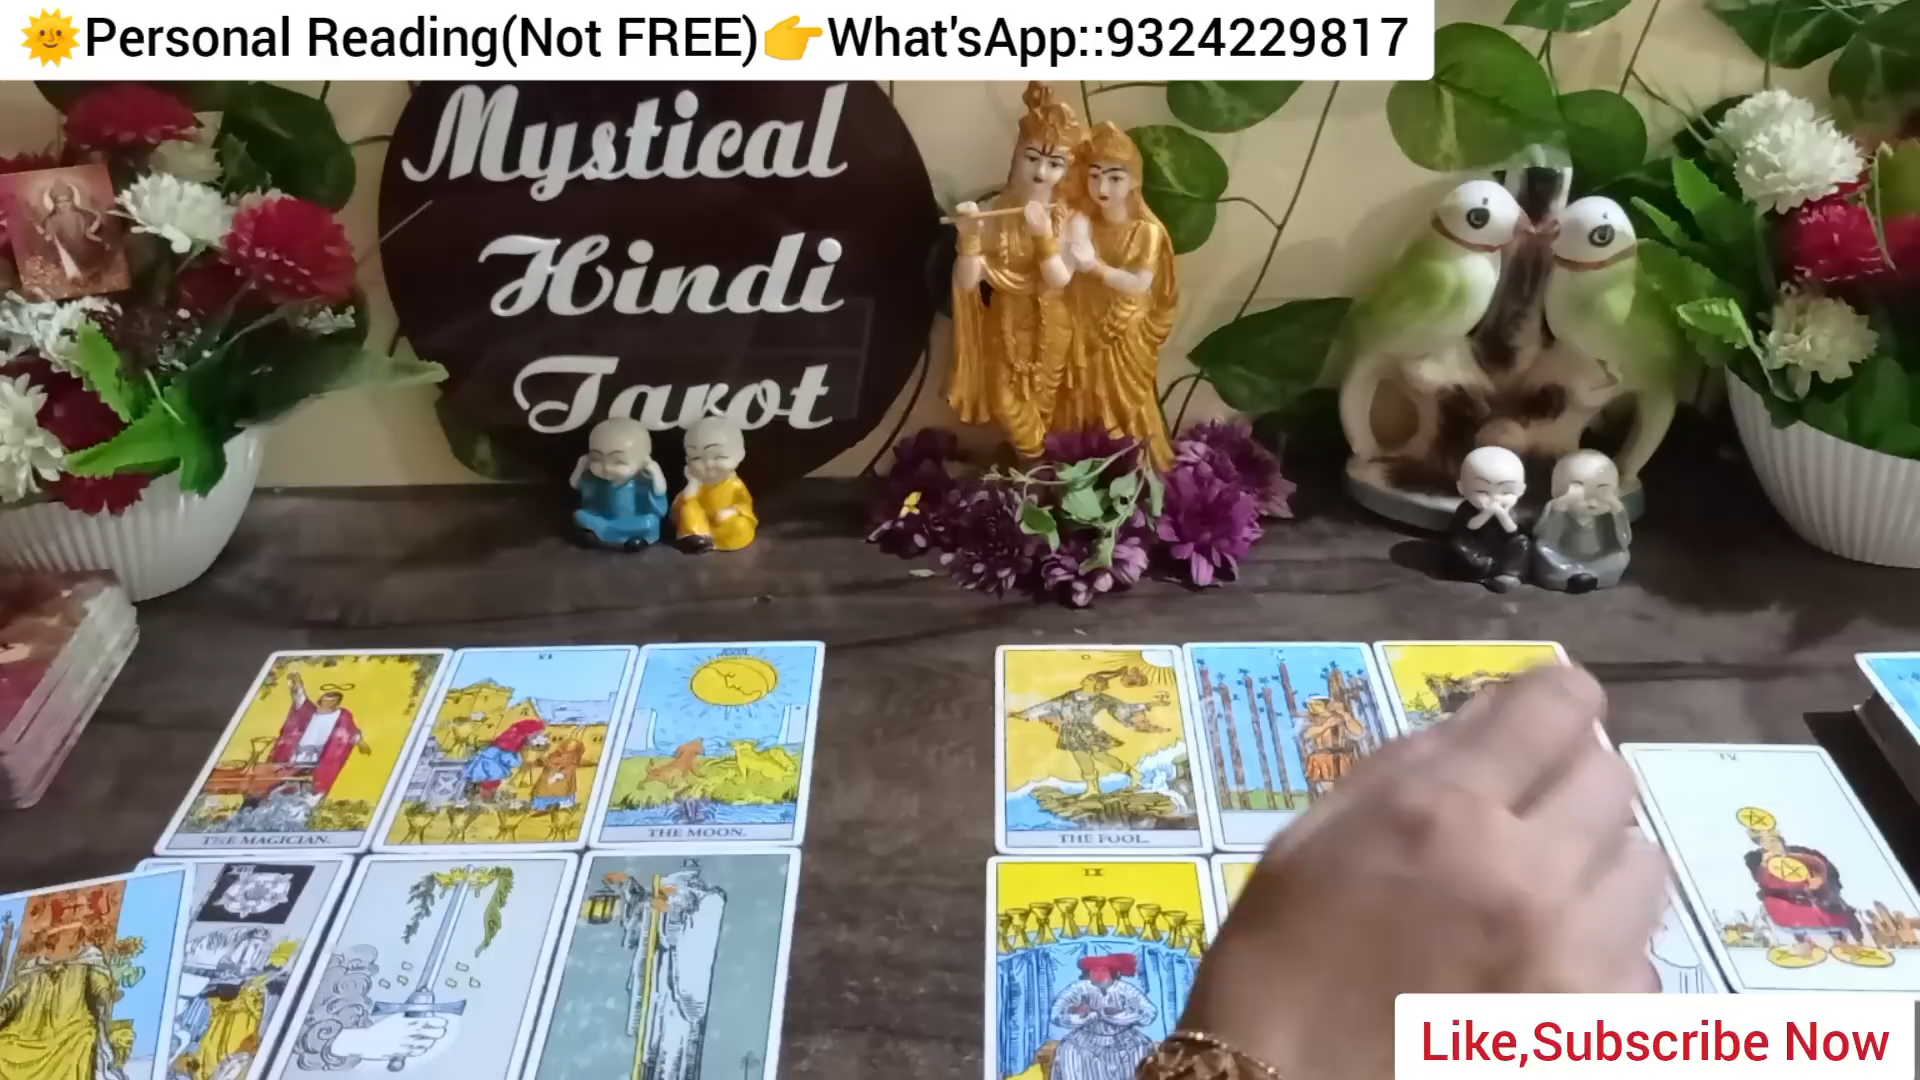 🌞Personal Reading(Not FREE)👉What'sApp::9324229817
Mystical
Hindi
Tarot
VI
THE MAGICIAN.
THE MOON.
IX
0
THE FOOL.
IX
IV
Like,Subscribe Now